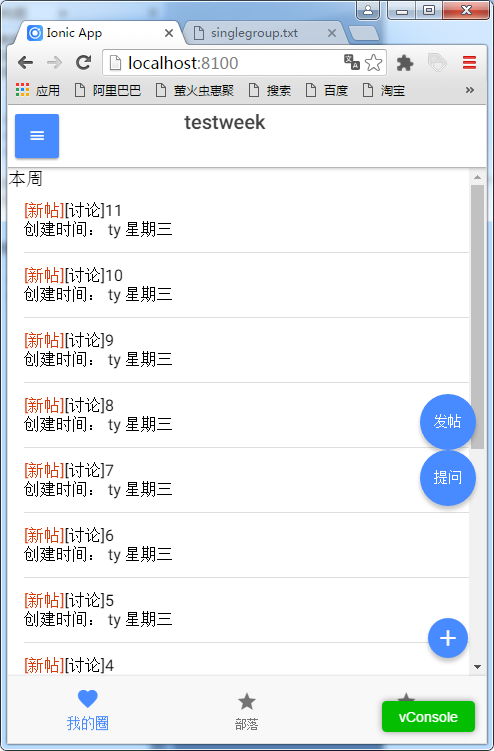 Ionic App
singlegroup.txt
localhost:8100
应用
阿里巴巴
萤火虫惠聚
搜索
百度
淘宝
»
testweek
本周
[新帖][讨论]11
创建时间： ty 星期三
[新帖][讨论]10
创建时间： ty 星期三
[新帖][讨论]9
创建时间： ty 星期三
[新帖][讨论]8
创建时间： ty 星期三
发帖
[新帖][讨论]7
创建时间： ty 星期三
提问
[新帖][讨论]6
创建时间： ty 星期三
[新帖][讨论]5
创建时间： ty 星期三
[新帖][讨论]4
+
我的圈
部落
vConsole